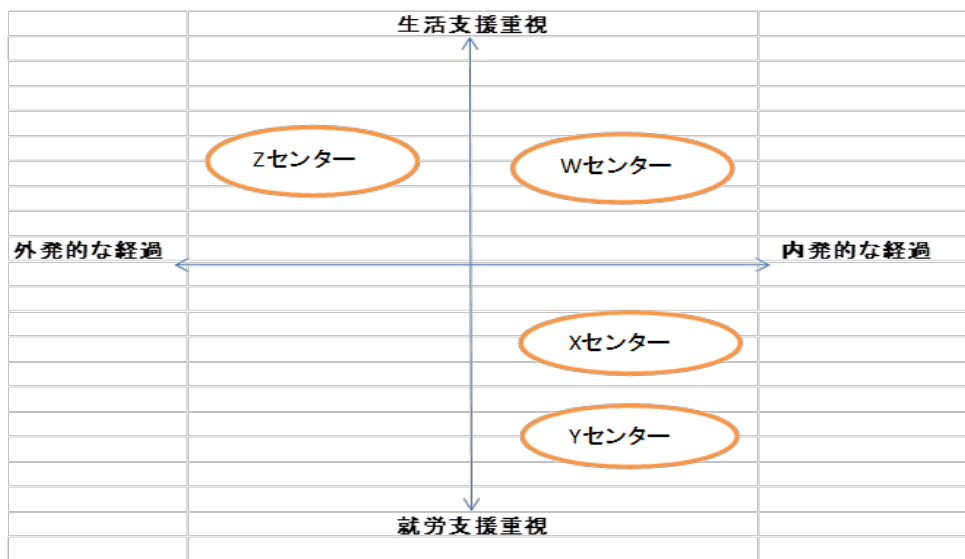 生活支援重視
Zセンター
Wセンター
外発的な経過
内発的な経過
Xセンター
Yセンター
就労支援重視